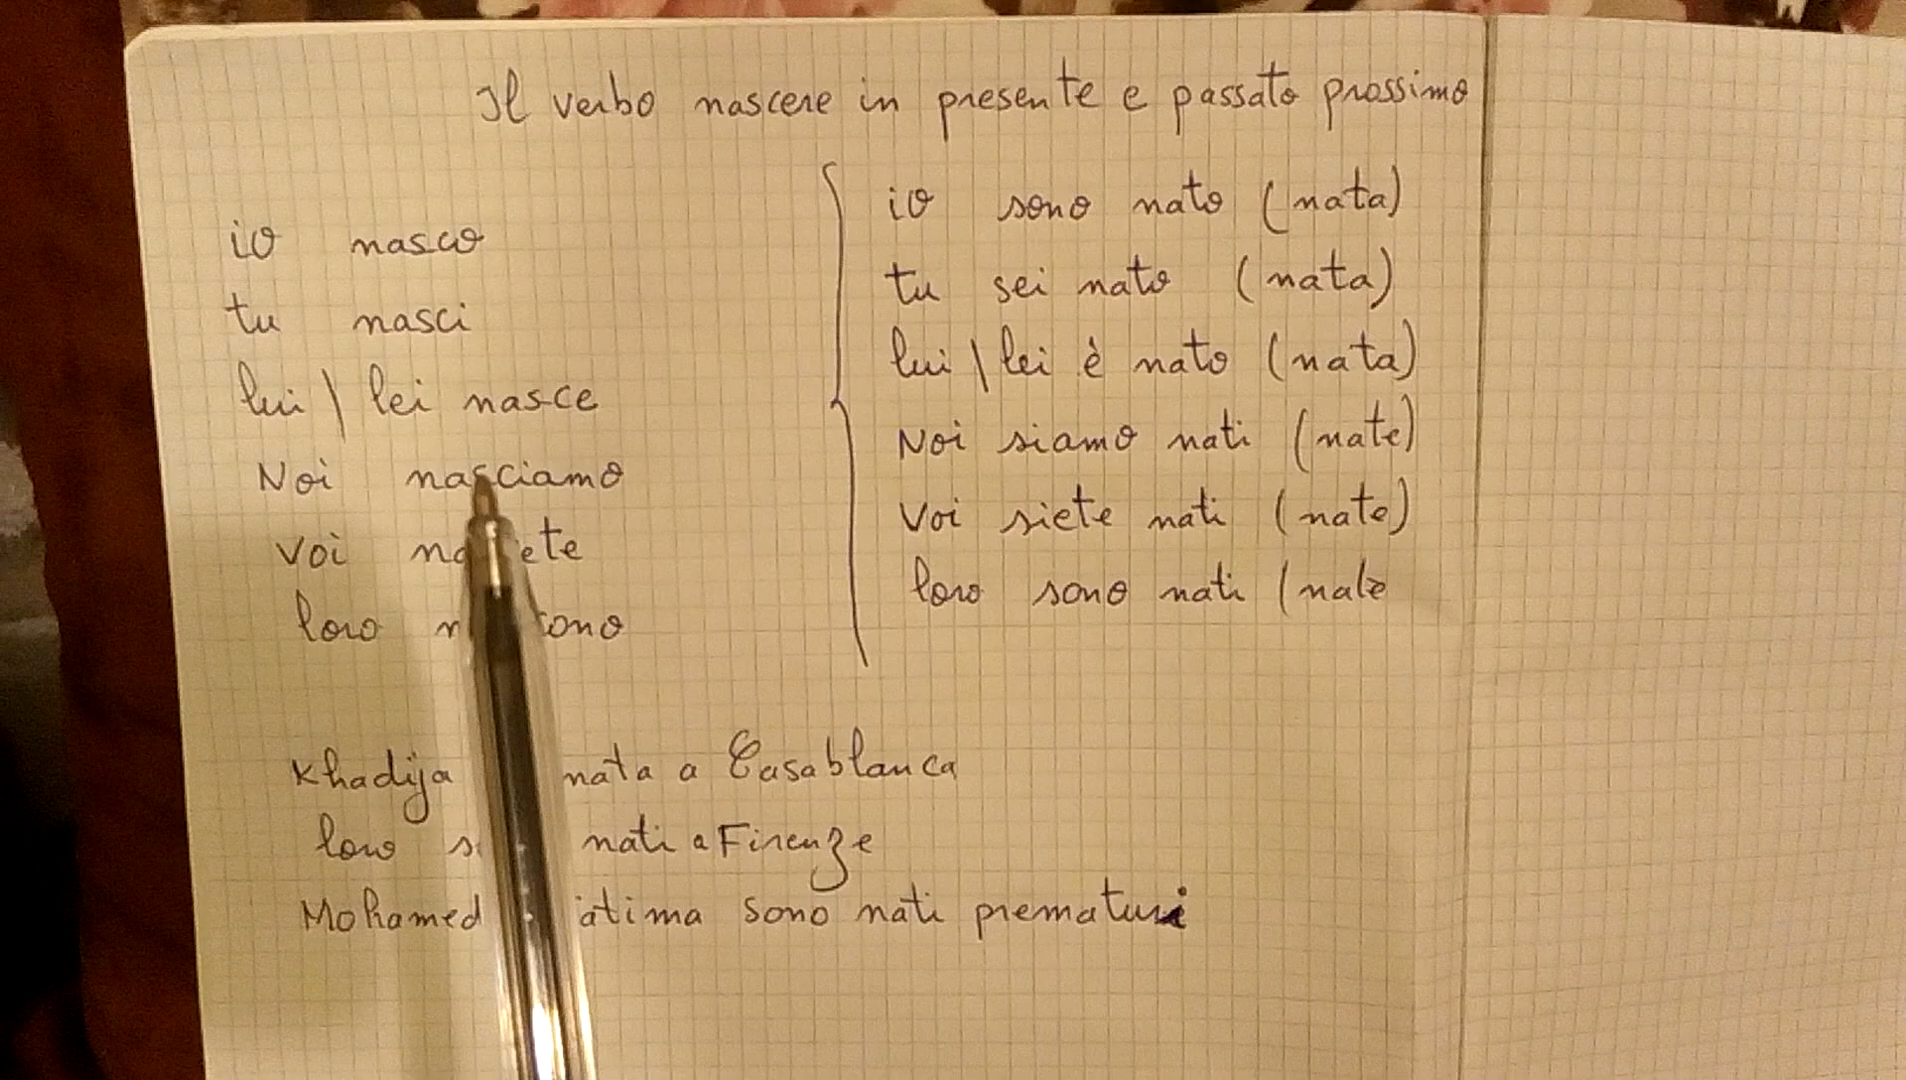 Il verbo nascere in presente e passato prossimo
io nasco
tu nasci
lui \ lei nasce
Noi nasciamo
voi
loro
io sono nato (nata)
tu sei nato (nata)
lui \ lei è nato (nata)
Noi siamo nati (nate)
Voi siete nati (nate)
loro sono nati (nate
Khadija nata a Casablanca
loro nati a Firenze
Mohamed sono nati prematuri